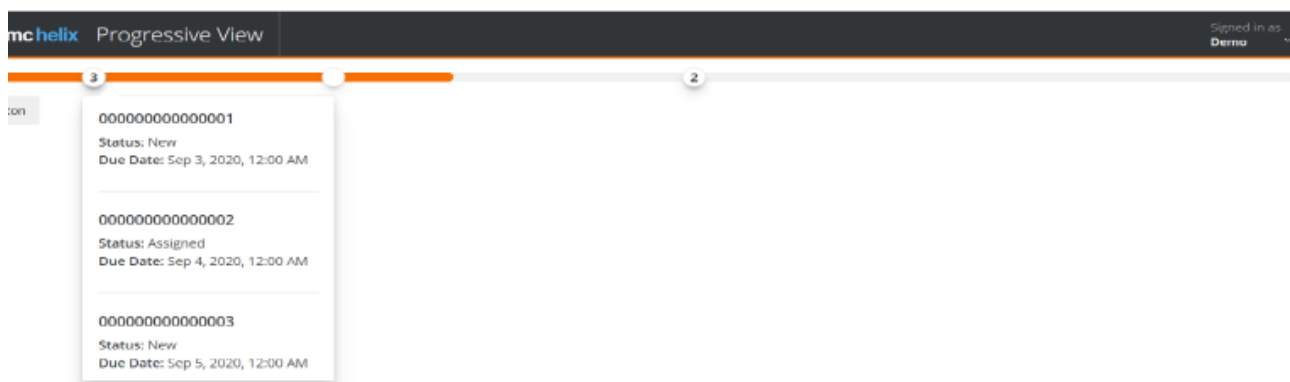 mchelix Progressive View
Signed in as
Demo
3
2
ton
000000000000001
Status: New
Due Date: Sep 3, 2020, 12:00 AM
000000000000002
Status: Assigned
Due Date: Sep 4, 2020, 12:00 AM
000000000000003
Status: New
Due Date: Sep 5, 2020, 12:00 AM